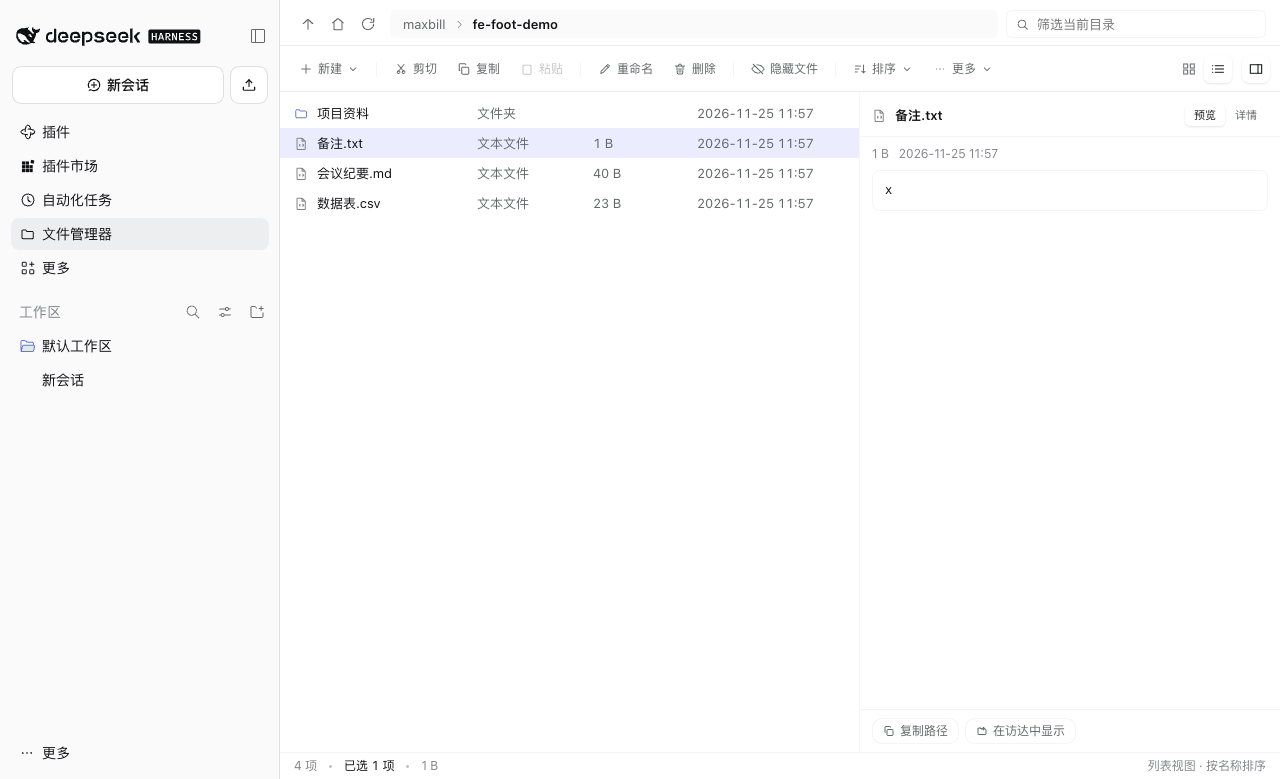 deepseek HARNESS
新会话
插件
插件市场
自动化任务
文件管理器
更多
工作区
默认工作区
新会话
更多
maxbill fe-foot-demo
筛选当前目录
新建 剪切 复制 粘贴 重命名 删除 隐藏文件 排序 更多
项目资料 文件夹 2026-11-25 11:57
备注.txt 文本文件 1 B 2026-11-25 11:57
会议纪要.md 文本文件 40 B 2026-11-25 11:57
数据表.csv 文本文件 23 B 2026-11-25 11:57
备注.txt 预览 详情
1 B 2026-11-25 11:57
x
复制路径 在访达中显示
4 项 • 已选 1 项 • 1 B
列表视图 · 按名称排序